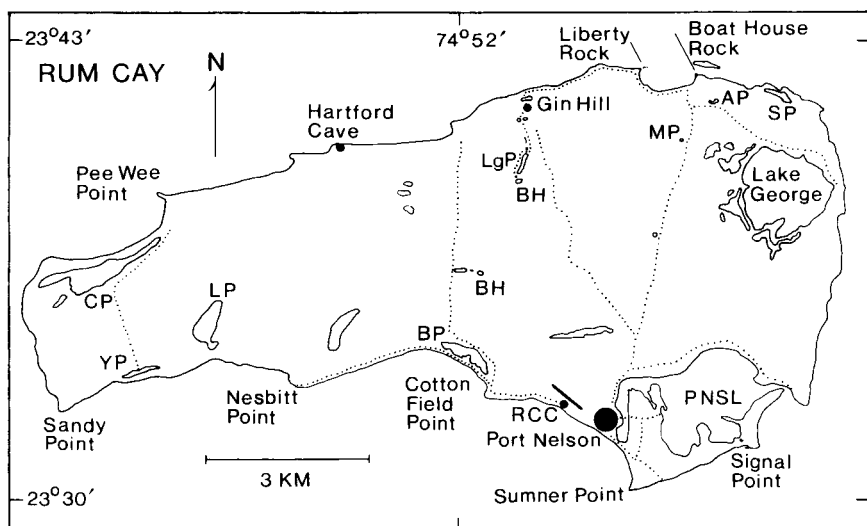 23°43′
74°52′
Liberty
Rock
Boat House
Rock
RUM CAY
N
Hartford
Cave
Gin Hill
AP
SP
MP
Pee Wee
Point
LgP
BH
Lake
George
CP
LP
BH
YP
BP
Nesbitt
Point
Cotton
Field
Point
RCC
Port Nelson
PNSL
Sandy
Point
3 KM
Signal
Point
Sumner Point
23°30′